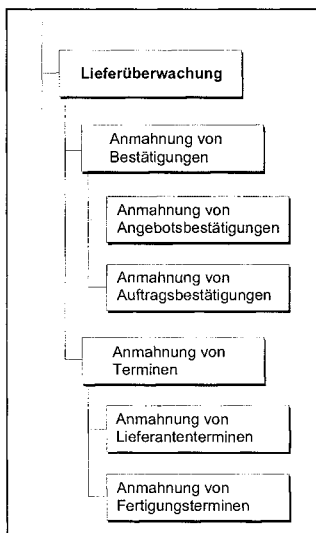 Lieferüberwachung
Anmahnung von
Bestätigungen
Anmahnung von
Angebotsbestätigungen
Anmahnung von
Auftragsbestätigungen
Anmahnung von
Terminen
Anmahnung von
Lieferantenterminen
Anmahnung von
Fertigungsterminen